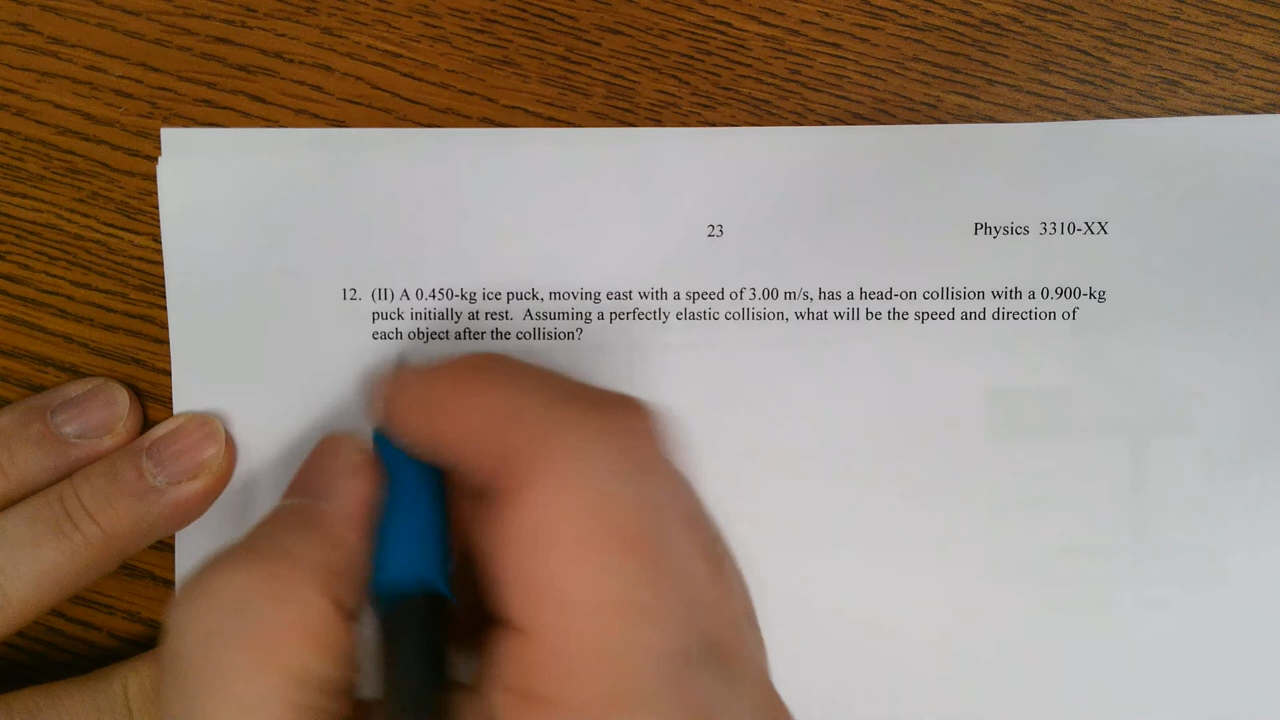 23 Physics 3310-XX
12. (II) A 0.450-kg ice puck, moving east with a speed of 3.00 m/s, has a head-on collision with a 0.900-kg
puck initially at rest. Assuming a perfectly elastic collision, what will be the speed and direction of
each object after the collision?